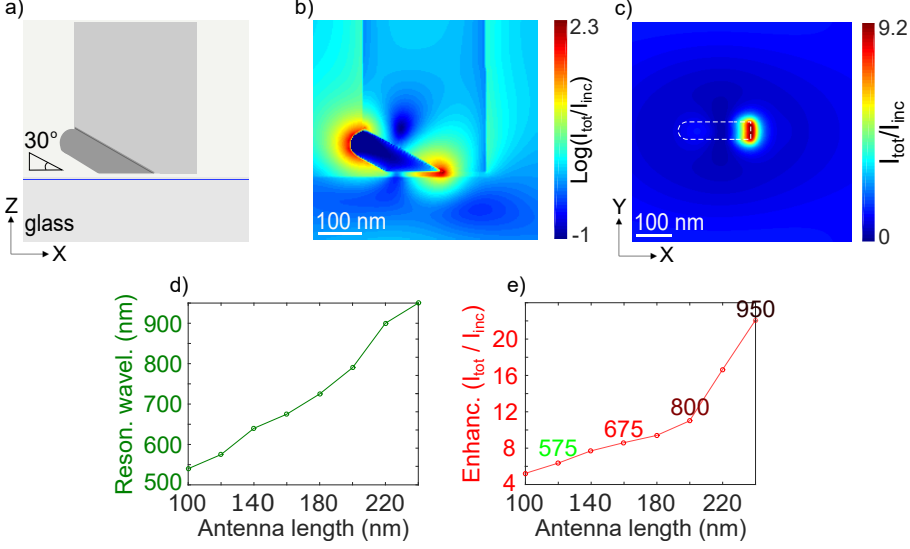 a)
30°
Z
glass
X
b)
100 nm
2.3
Log(I_tot/I_inc)
-1
c)
100 nm
Y
X
9.2
I_tot/I_inc
0
d)
Reson. wavel. (nm)
900
800
700
600
500
100 140 180 220
Antenna length (nm)
e)
Enhanc. (I_tot / I_inc)
22
18
16
12
8
4
950
800
675
575
100 140 180 220
Antenna length (nm)